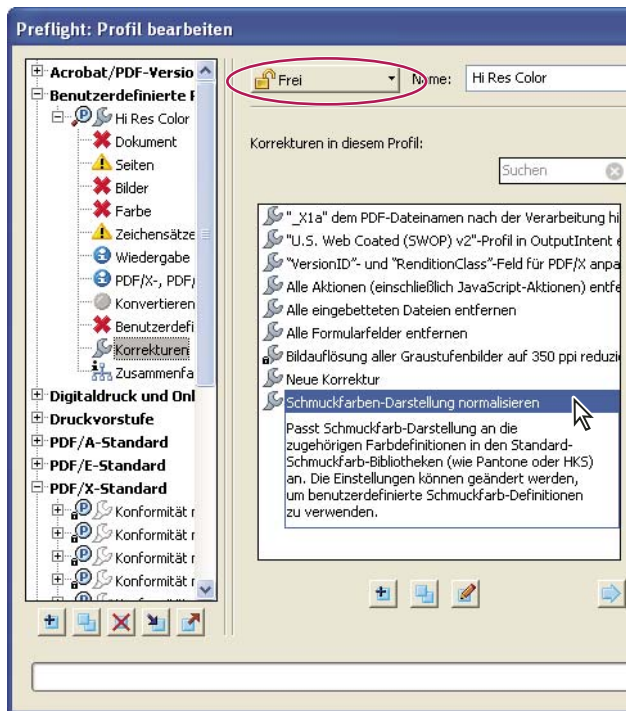 Preflight: Profil bearbeiten
Acrobat/PDF-Versio
Benutzerdefinierte P
Hi Res Color
Dokument
Seiten
Bilder
Farbe
Zeichensätze
Wiedergabe
PDF/X-, PDF/
Konvertieren
Benutzerdefi
Korrekturen
Zusammenfa
Digitaldruck und Onl
Druckvorstufe
PDF/A-Standard
PDF/E-Standard
PDF/X-Standard
Konformität r
Konformität r
Konformität r
Konformität r
Frei
Name:
Hi Res Color
Korrekturen in diesem Profil:
Suchen
"_X1a" dem PDF-Dateinamen nach der Verarbeitung hi
"U.S. Web Coated (SWOP) v2"-Profil in OutputIntent e
"VersionID"- und "RenditionClass"-Feld für PDF/X anpa
Alle Aktionen (einschließlich JavaScript-Aktionen) entfe
Alle eingebetteten Dateien entfernen
Alle Formularfelder entfernen
Bildauflösung aller Graustufenbilder auf 350 ppi reduzi
Neue Korrektur
Schmuckfarben-Darstellung normalisieren
Passt Schmuckfarb-Darstellung an die
zugehörigen Farbdefinitionen in den Standard-
Schmuckfarb-Bibliotheken (wie Pantone oder HKS)
an. Die Einstellungen können geändert werden,
um benutzerdefinierte Schmuckfarb-Definitionen
zu verwenden.